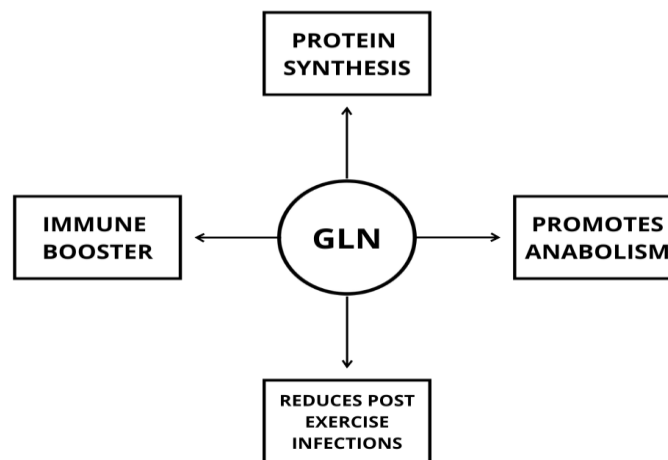 PROTEIN
SYNTHESIS
IMMUNE
BOOSTER
GLN
PROMOTES
ANABOLISM
REDUCES POST
EXERCISE
INFECTIONS